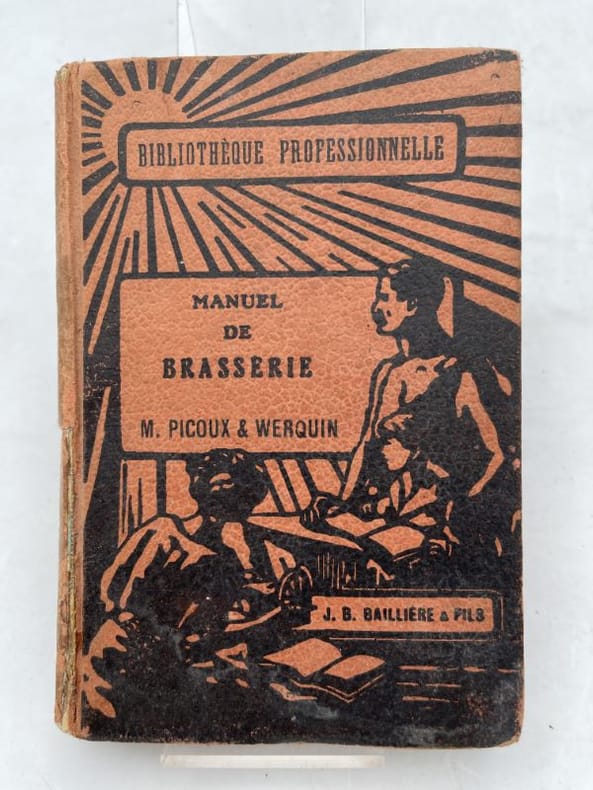 BIBLIOTHÈQUE PROFESSIONNELLE
MANUEL
DE
BRASSERIE
M. PICOUX & WERQUIN
J. B. BAILLIÈRE & FILS